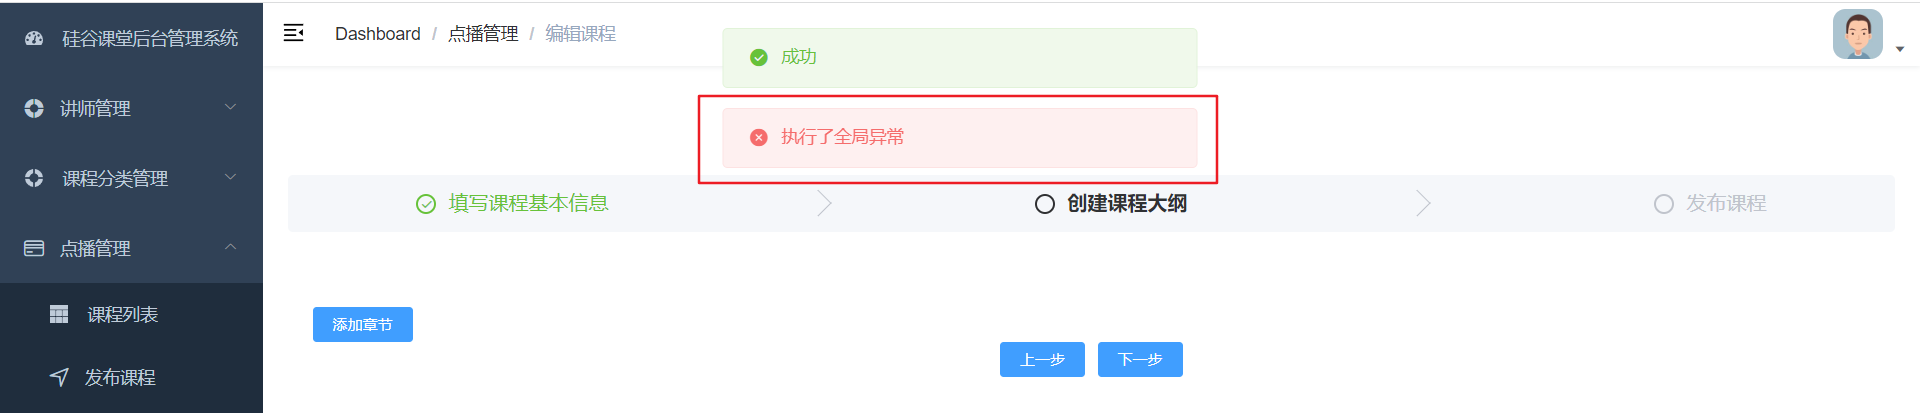 硅谷课堂后台管理系统
讲师管理
课程分类管理
点播管理
课程列表
发布课程
Dashboard / 点播管理 / 编辑课程
成功
执行了全局异常
填写课程基本信息
创建课程大纲
发布课程
添加章节
上一步
下一步